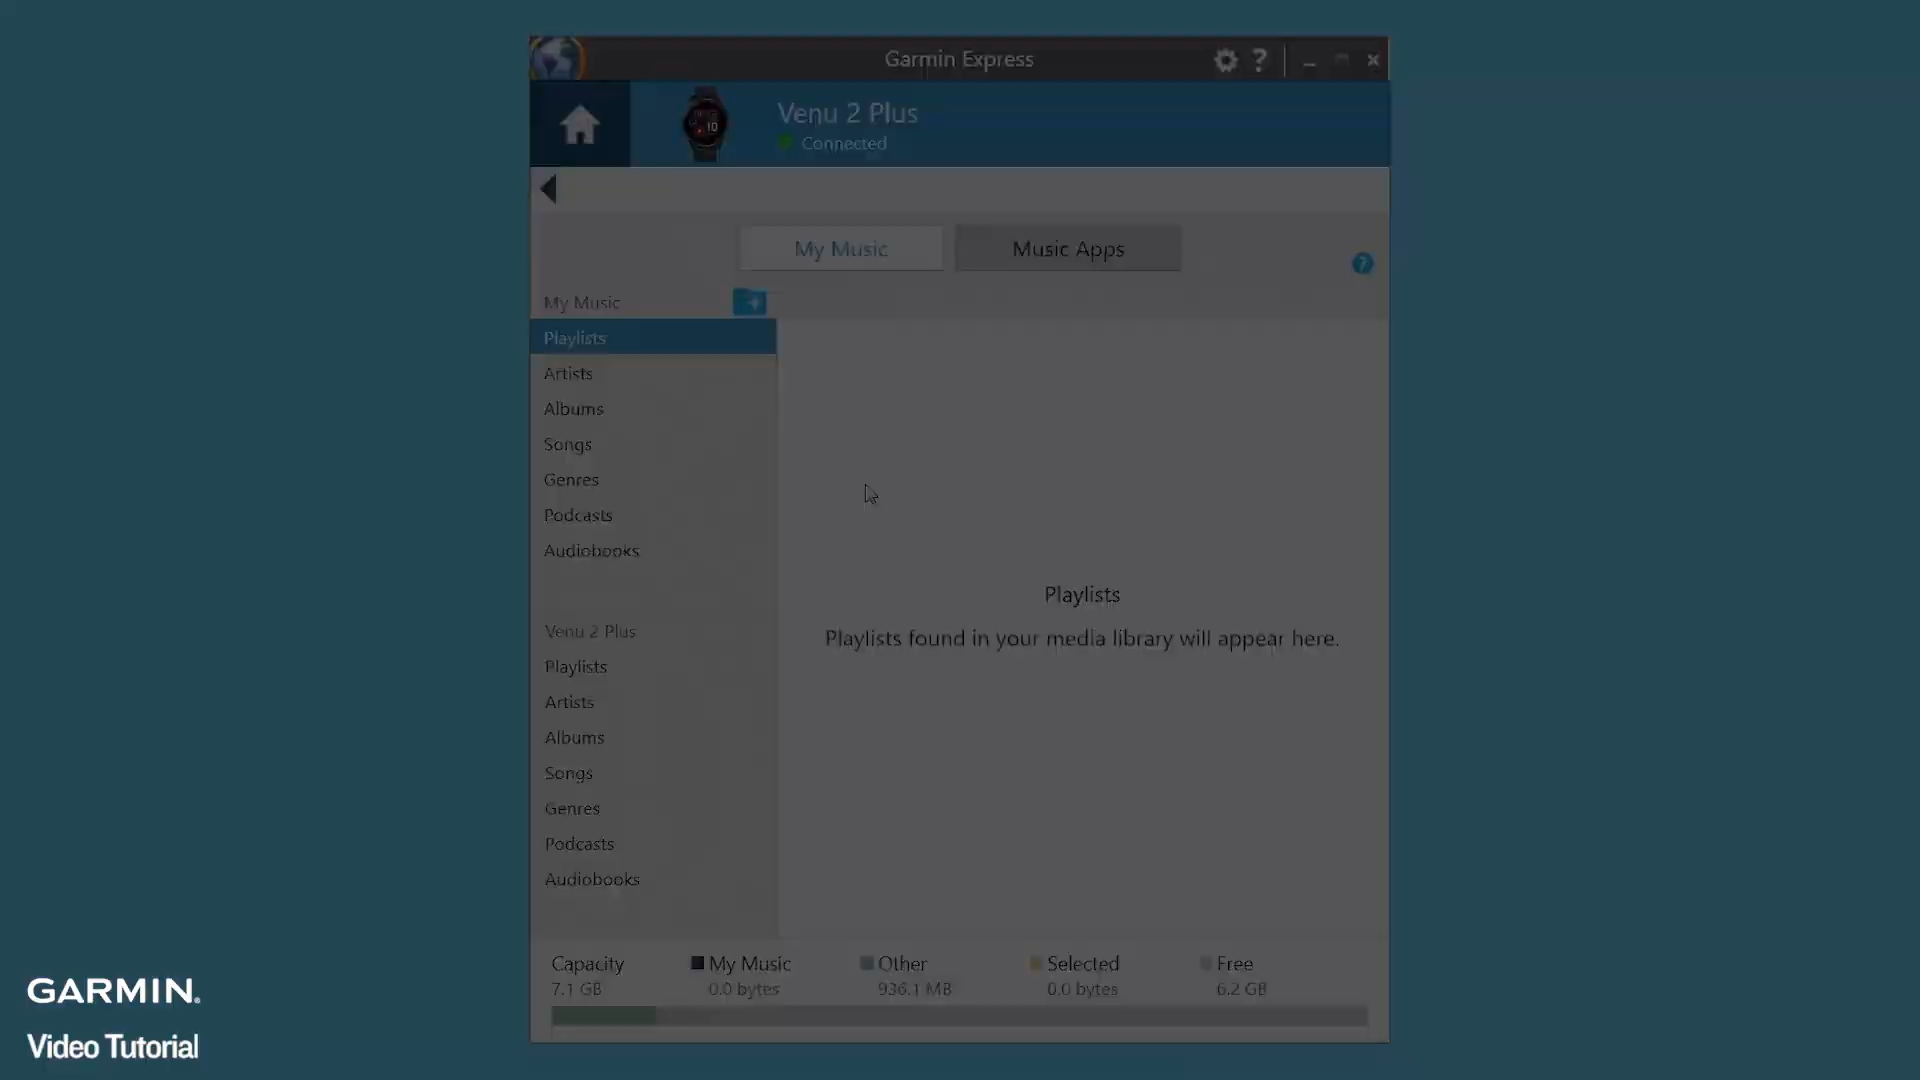 Garmin Express
?
Venu 2 Plus
10
Connected
My Music
Music Apps
?
My Music
Playlists
Artists
Albums
Songs
Genres
Podcasts
Audiobooks
Playlists
Playlists found in your media library will appear here.
Venu 2 Plus
Playlists
Artists
Albums
Songs
Genres
Podcasts
Audiobooks
Capacity My Music Other Selected Free
7.1 GB 0.0 bytes 936.1 MB 0.0 bytes 6.2 GB
GARMIN.
Video Tutorial